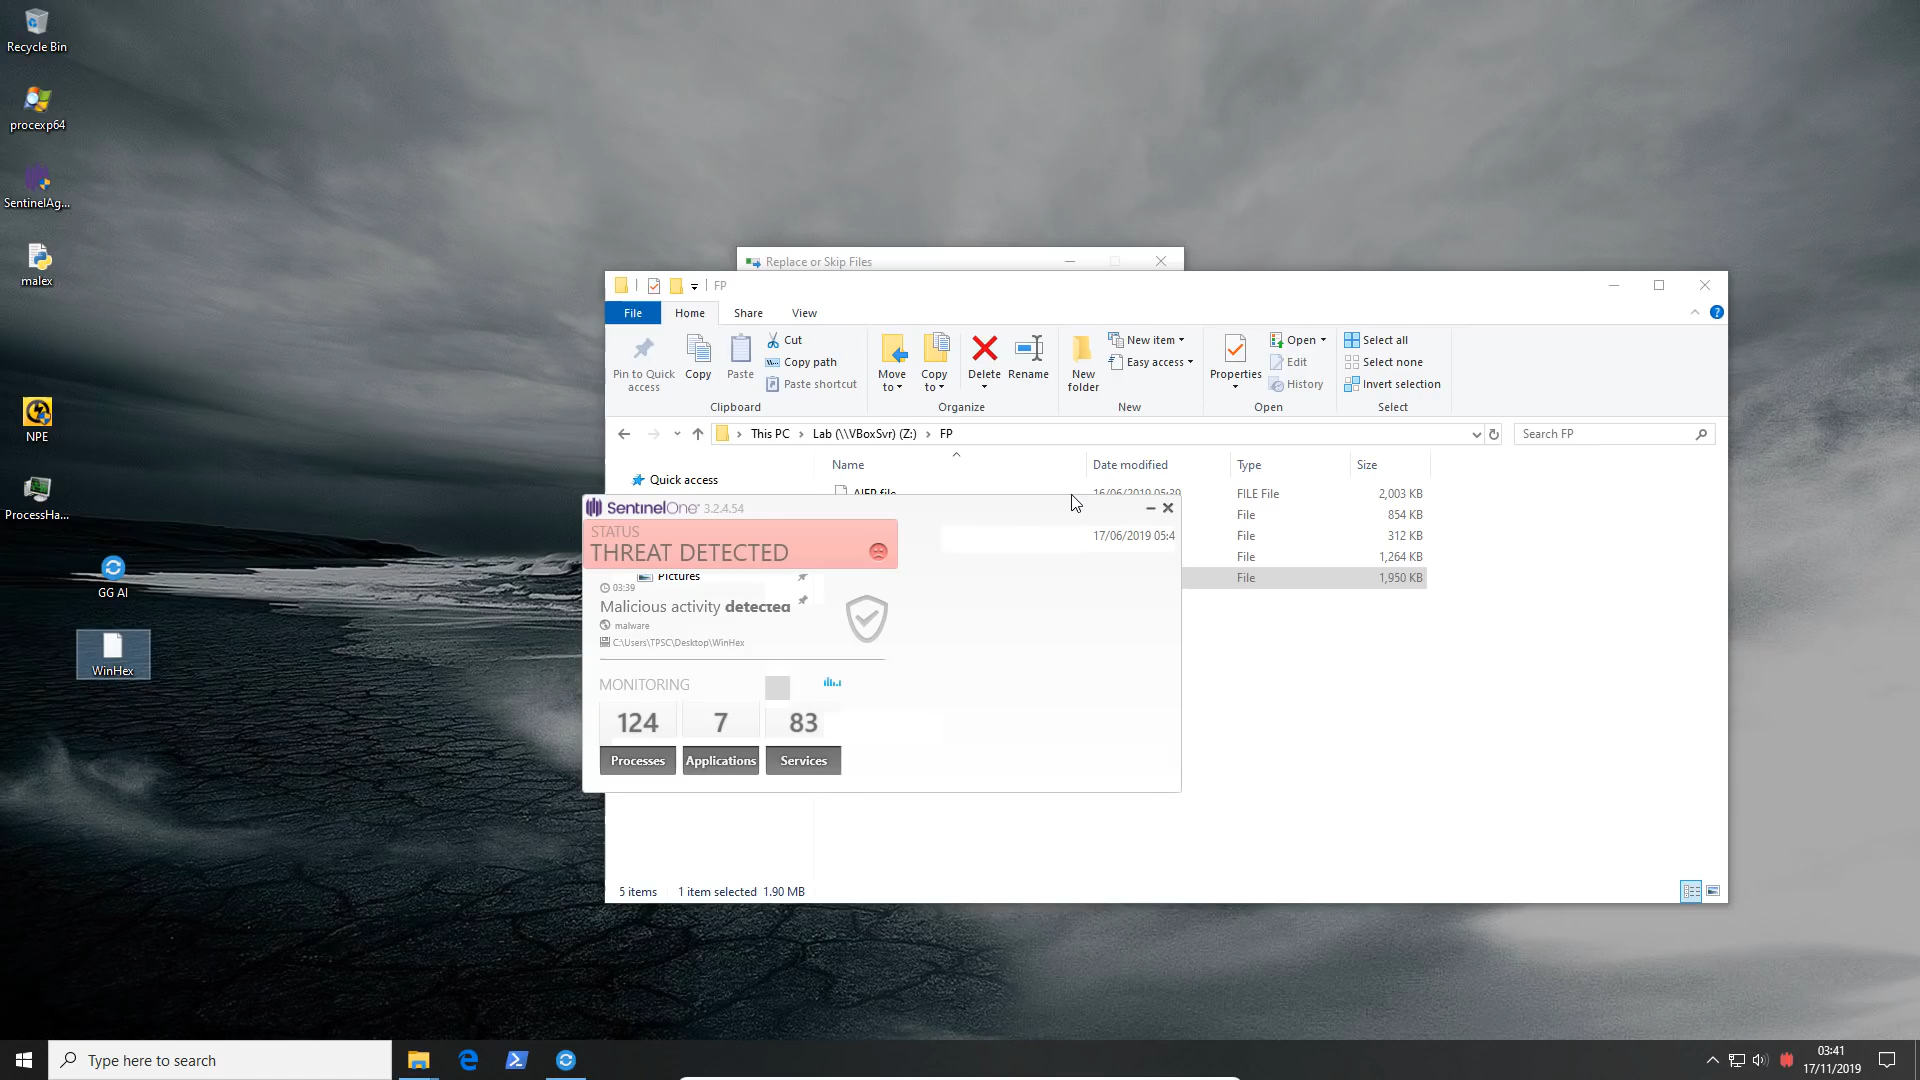 Recycle Bin
procexp64
SentinelAg...
malex
NPE
ProcessHa...
GG AI
WinHex
Replace or Skip Files
FP
File
Home
Share
View
Pin to Quick
access
Copy
Paste
Cut
Copy path
Paste shortcut
Clipboard
Move
to
Copy
to
Delete
Rename
Organize
New
folder
New item
Easy access
New
Properties
Open
Edit
History
Open
Select all
Select none
Invert selection
Select
This PC > Lab (\\VBoxSvr) (Z:) > FP
Search FP
Name
Date modified
Type
Size
Quick access
16/06/2019 05:39
FILE File
2,003 KB
File
854 KB
17/06/2019 05:4
File
312 KB
File
1,264 KB
Pictures
File
1,950 KB
SentinelOne 3.2.4.54
STATUS
THREAT DETECTED
03:39
Malicious activity detected
malware
C:\Users\TPSC\Desktop\WinHex
MONITORING
124
7
83
Processes
Applications
Services
5 items
1 item selected 1.90 MB
Type here to search
03:41
17/11/2019